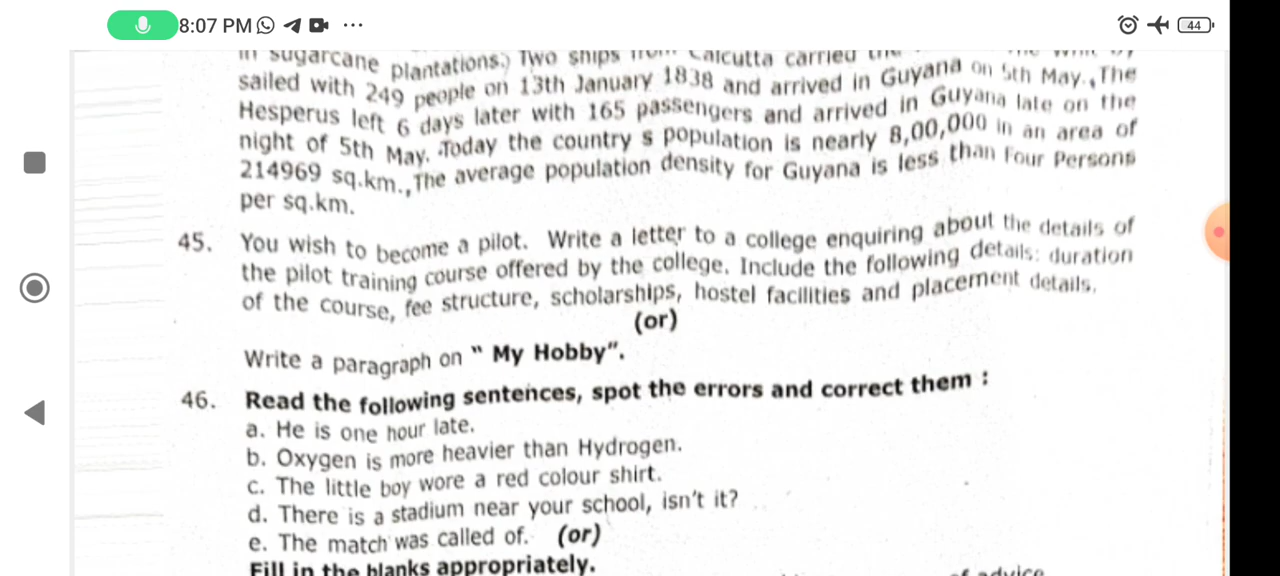 8:07 PM
44
in sugarcane plantations. Two ships from Calcutta carried
sailed with 249 people on 13th January 1838 and arrived in Guyana on 5th May., The
Hesperus left 6 days later with 165 passengers and arrived in Guyana late on the
night of 5th May. Today the country s population is nearly 8,00,000 in an area of
214969 sq.km., The average population density for Guyana is less than Four Persons
per sq.km.
45. You wish to become a pilot. Write a letter to a college enquiring about the details of
the pilot training course offered by the college. Include the following details: duration
of the course, fee structure, scholarships, hostel facilities and placement details.
(or)
Write a paragraph on “ My Hobby”.
46. Read the following sentences, spot the errors and correct them :
a. He is one hour late.
b. Oxygen is more heavier than Hydrogen.
c. The little boy wore a red colour shirt.
d. There is a stadium near your school, isn't it?
e. The match was called of. (or)
Fill in the blanks appropriately.
of advice